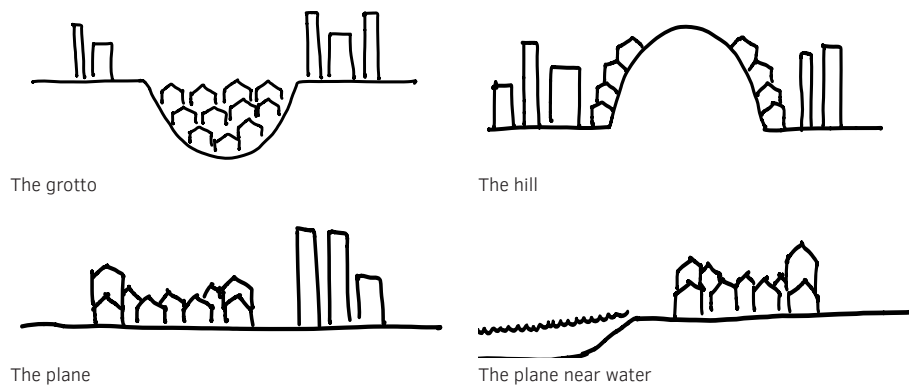 The grotto
The hill
The plane
The plane near water